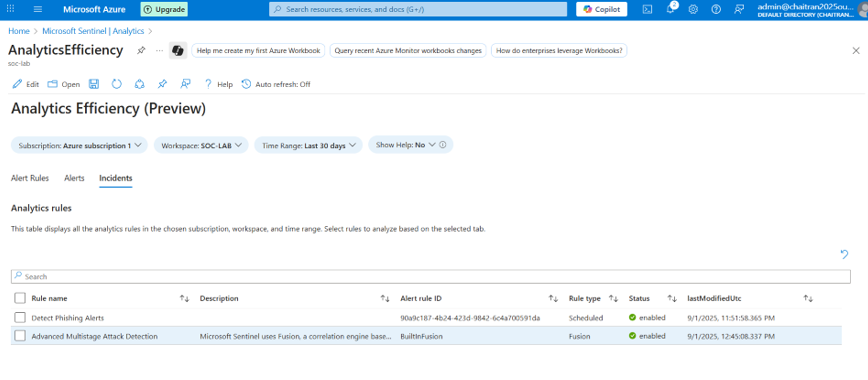 Microsoft Azure
Upgrade
Search resources, services, and docs (G+/)
Copilot
2
admin@chaitran2025ou...
DEFAULT DIRECTORY (CHAITRAN...
Home > Microsoft Sentinel | Analytics >
AnalyticsEfficiency
...
Help me create my first Azure Workbook
Query recent Azure Monitor workbooks changes
How do enterprises leverage Workbooks?
soc-lab
Edit
Open
? Help
Auto refresh: Off
Analytics Efficiency (Preview)
Subscription: Azure subscription 1
Workspace: SOC-LAB
Time Range: Last 30 days
Show Help: No
Alert Rules
Alerts
Incidents
Analytics rules
This table displays all the analytics rules in the chosen subscription, workspace, and time range. Select rules to analyze based on the selected tab.
Search
Rule name Description Alert rule ID Rule type Status lastModifiedUtc
Detect Phishing Alerts 90a9c187-4b24-423d-9842-6c4a700591da Scheduled enabled 9/1/2025, 11:51:58.365 PM
Advanced Multistage Attack Detection Microsoft Sentinel uses Fusion, a correlation engine base... BuiltInFusion Fusion enabled 9/1/2025, 12:45:08.337 PM